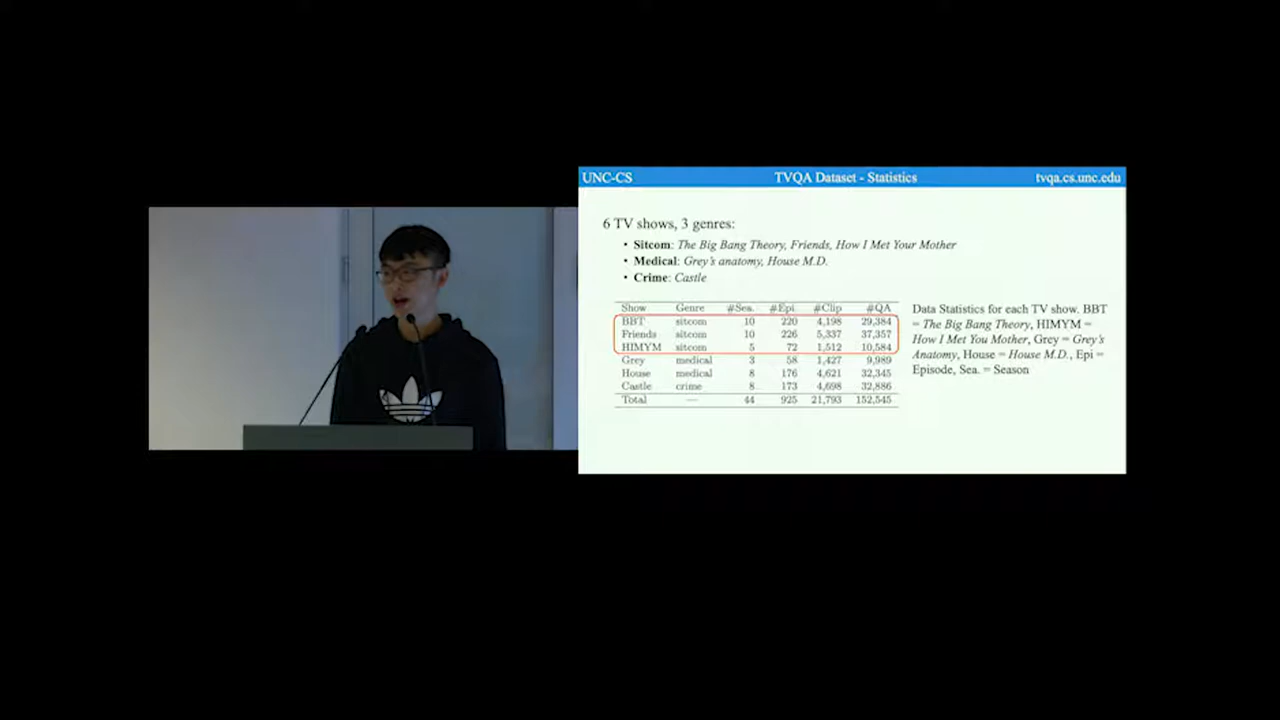 UNC-CS TVQA Dataset - Statistics tvqa.cs.unc.edu
6 TV shows, 3 genres:
• Sitcom: The Big Bang Theory, Friends, How I Met Your Mother
• Medical: Grey's anatomy, House M.D.
• Crime: Castle
Show Genre #Sea. #Epi #Clip #QA
BBT sitcom 10 220 4,198 29,384
Friends sitcom 10 226 5,337 37,357
HIMYM sitcom 5 72 1,512 10,584
Grey medical 3 58 1,427 9,989
House medical 8 176 4,621 32,345
Castle crime 8 173 4,698 32,886
Total — 44 925 21,793 152,545
Data Statistics for each TV show. BBT
= The Big Bang Theory, HIMYM =
How I Met You Mother, Grey = Grey's
Anatomy, House = House M.D., Epi =
Episode, Sea. = Season